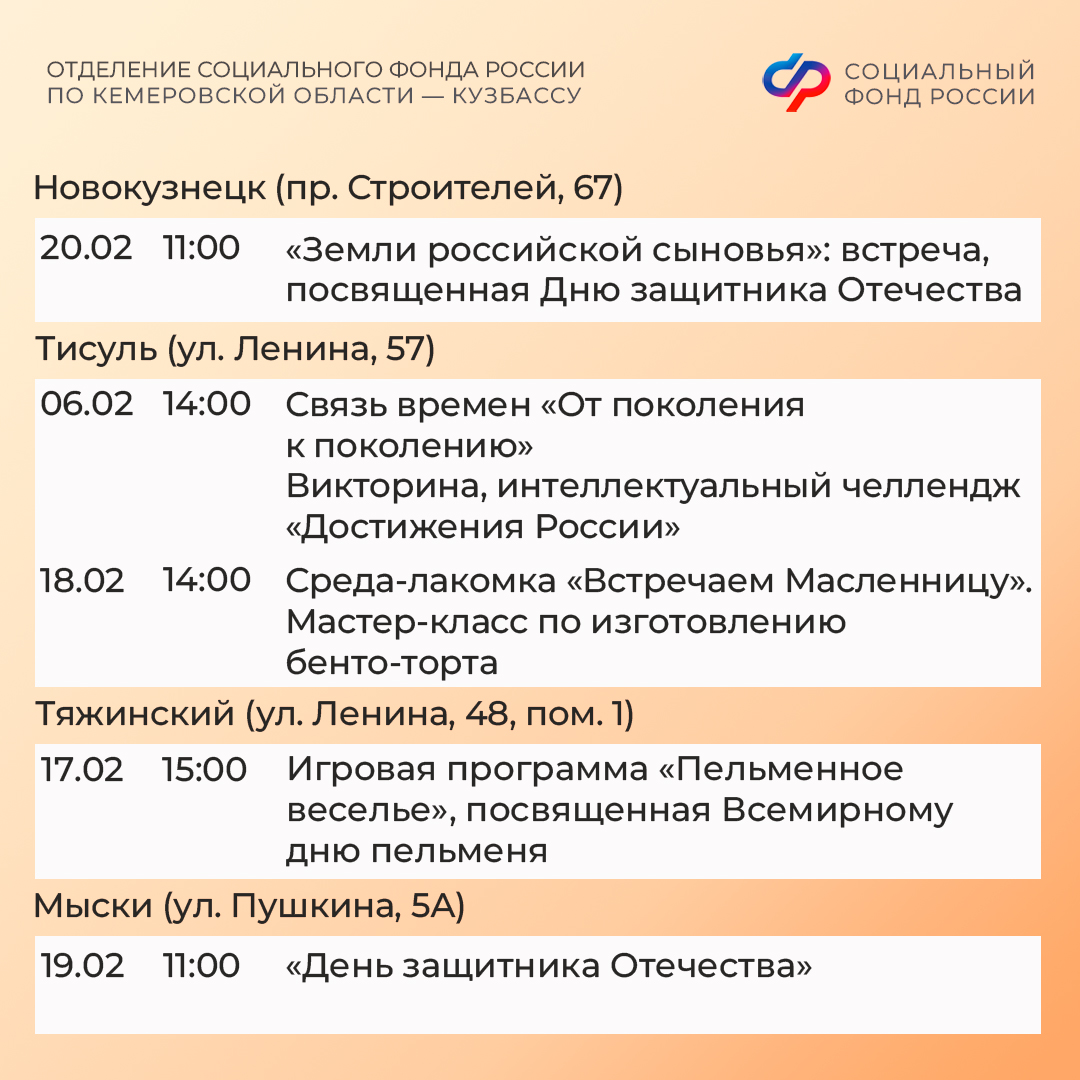 ОТДЕЛЕНИЕ СОЦИАЛЬНОГО ФОНДА РОССИИ
ПО КЕМЕРОВСКОЙ ОБЛАСТИ — КУЗБАССУ
СОЦИАЛЬНЫЙ
ФОНД РОССИИ
Новокузнецк (пр. Строителей, 67)
20.02 11:00 «Земли российской сыновья»: встреча,
посвященная Дню защитника Отечества
Тисуль (ул. Ленина, 57)
06.02 14:00 Связь времен «От поколения
к поколению»
Викторина, интеллектуальный челлендж
«Достижения России»
18.02 14:00 Среда-лакомка «Встречаем Масленницу».
Мастер-класс по изготовлению
бенто-торта
Тяжинский (ул. Ленина, 48, пом. 1)
17.02 15:00 Игровая программа «Пельменное
веселье», посвященная Всемирному
дню пельменя
Мыски (ул. Пушкина, 5А)
19.02 11:00 «День защитника Отечества»